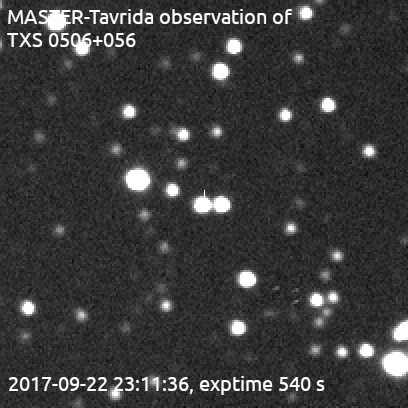 MASTER-Tavrida observation of
TXS 0506+056
2017-09-22 23:11:36, exptime 540 s